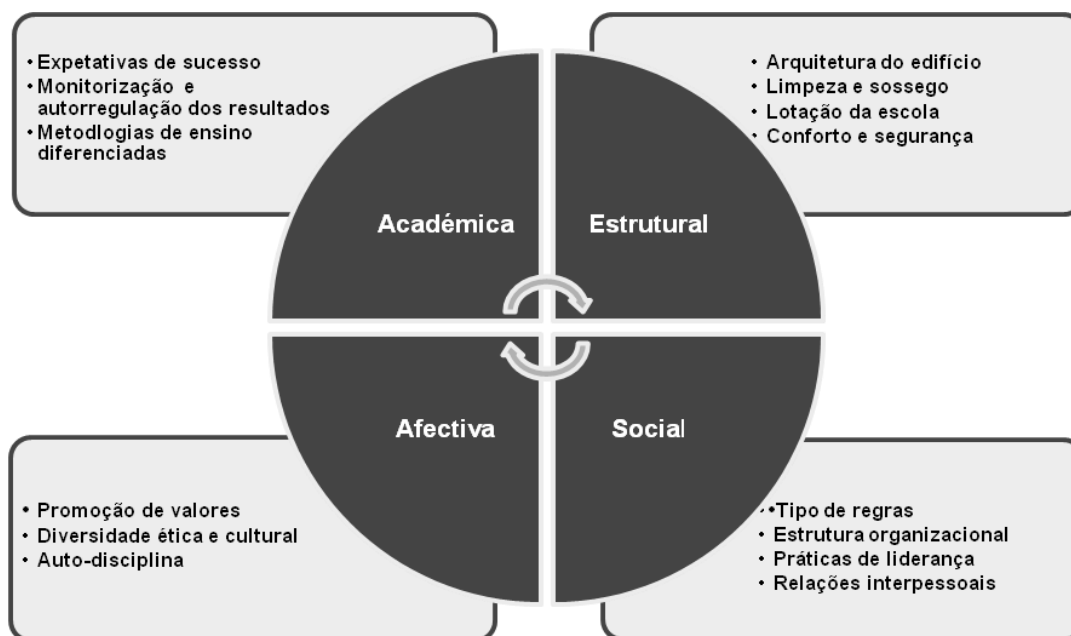 • Expetativas de sucesso
• Monitorização e
autorregulação dos resultados
• Metodlogias de ensino
diferenciadas
• Arquitetura do edifício
• Limpeza e sossego
• Lotação da escola
• Conforto e segurança
Académica
Estrutural
Afectiva
Social
• Promoção de valores
• Diversidade ética e cultural
• Auto-disciplina
• •Tipo de regras
• Estrutura organizacional
• Práticas de liderança
• Relações interpessoais